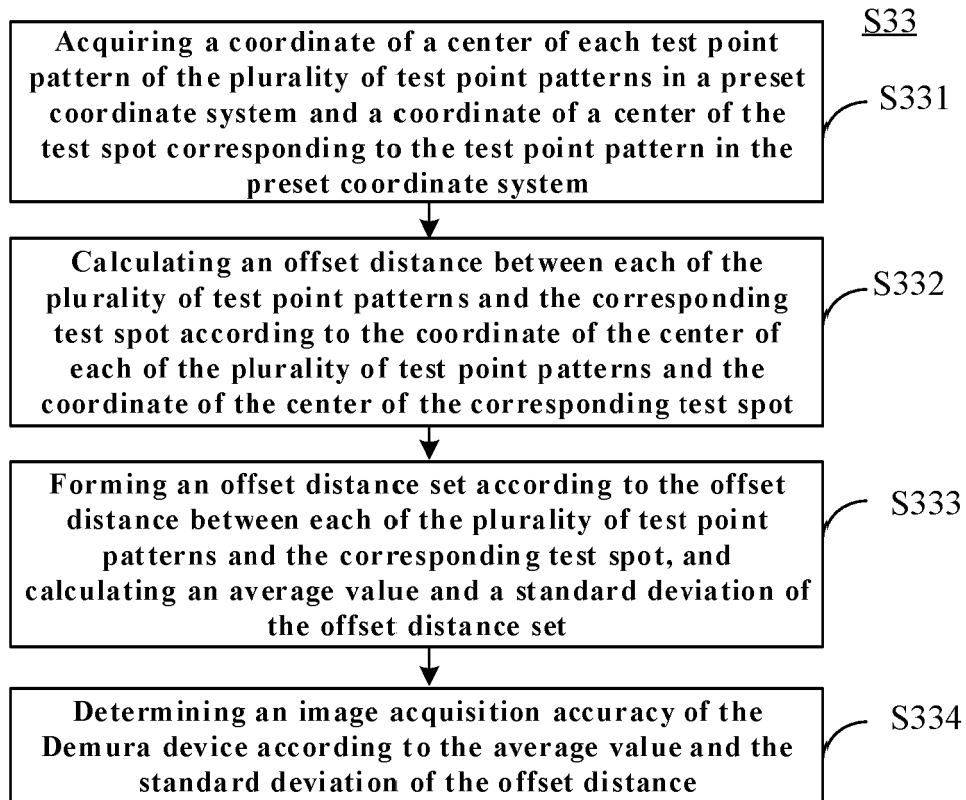 S33
Acquiring a coordinate of a center of each test point
pattern of the plurality of test point patterns in a preset
coordinate system and a coordinate of a center of the
test spot corresponding to the test point pattern in the
preset coordinate system
S331
Calculating an offset distance between each of the
plurality of test point patterns and the corresponding
test spot according to the coordinate of the center of
each of the plurality of test point patterns and the
coordinate of the center of the corresponding test spot
S332
Forming an offset distance set according to the offset
distance between each of the plurality of test point
patterns and the corresponding test spot, and
calculating an average value and a standard deviation of
the offset distance set
S333
Determining an image acquisition accuracy of the
Demura device according to the average value and the
standard deviation of the offset distance
S334